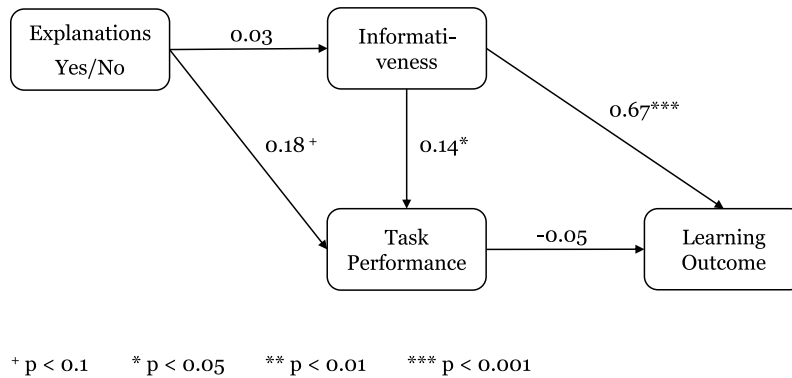 Explanations
Yes/No
0.03
Informati-
veness
0.67***
0.18 +
0.14*
Task
Performance
-0.05
Learning
Outcome
+ p < 0.1 * p < 0.05 ** p < 0.01 *** p < 0.001